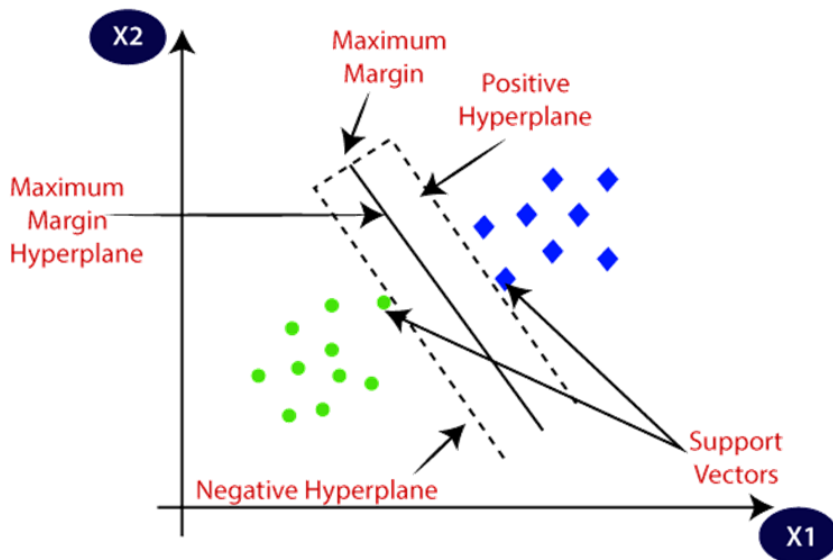 X2
Maximum
Margin
Positive
Hyperplane
Maximum
Margin
Hyperplane
Support
Vectors
Negative Hyperplane
X1